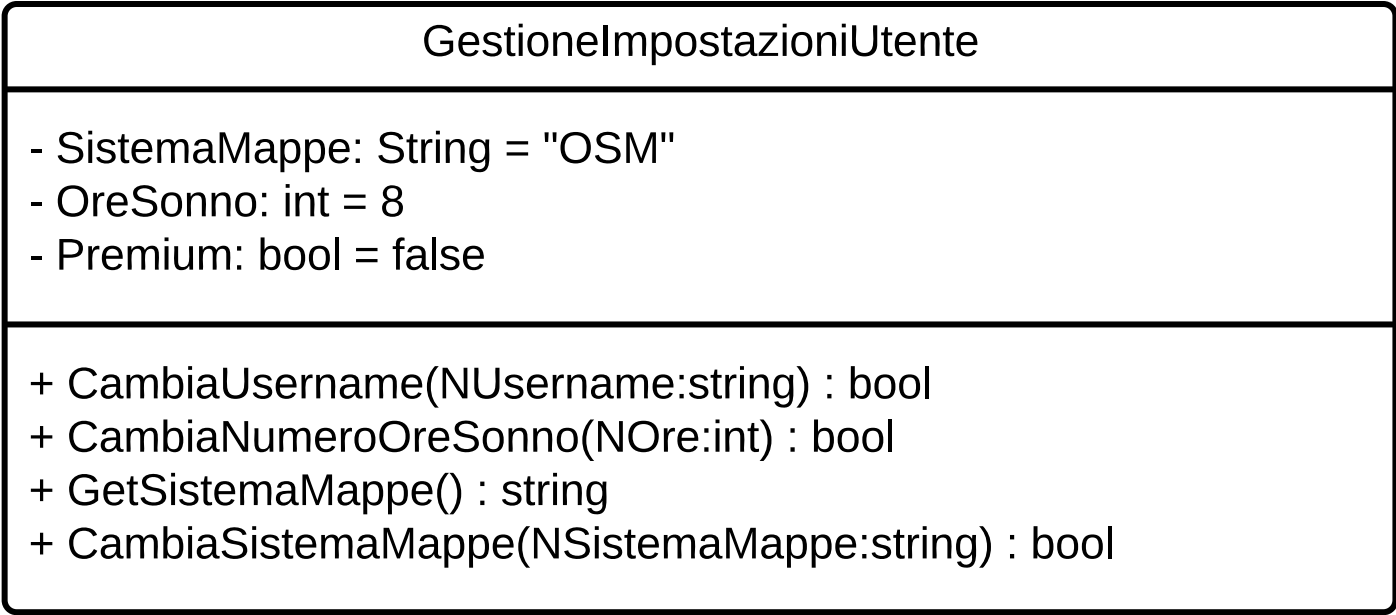 GestioneImpostazioniUtente
- SistemaMappe: String = "OSM"
- OreSonno: int = 8
- Premium: bool = false
+ CambiaUsername(NUsername:string) : bool
+ CambiaNumeroOreSonno(NOre:int) : bool
+ GetSistemaMappe() : string
+ CambiaSistemaMappe(NSistemaMappe:string) : bool